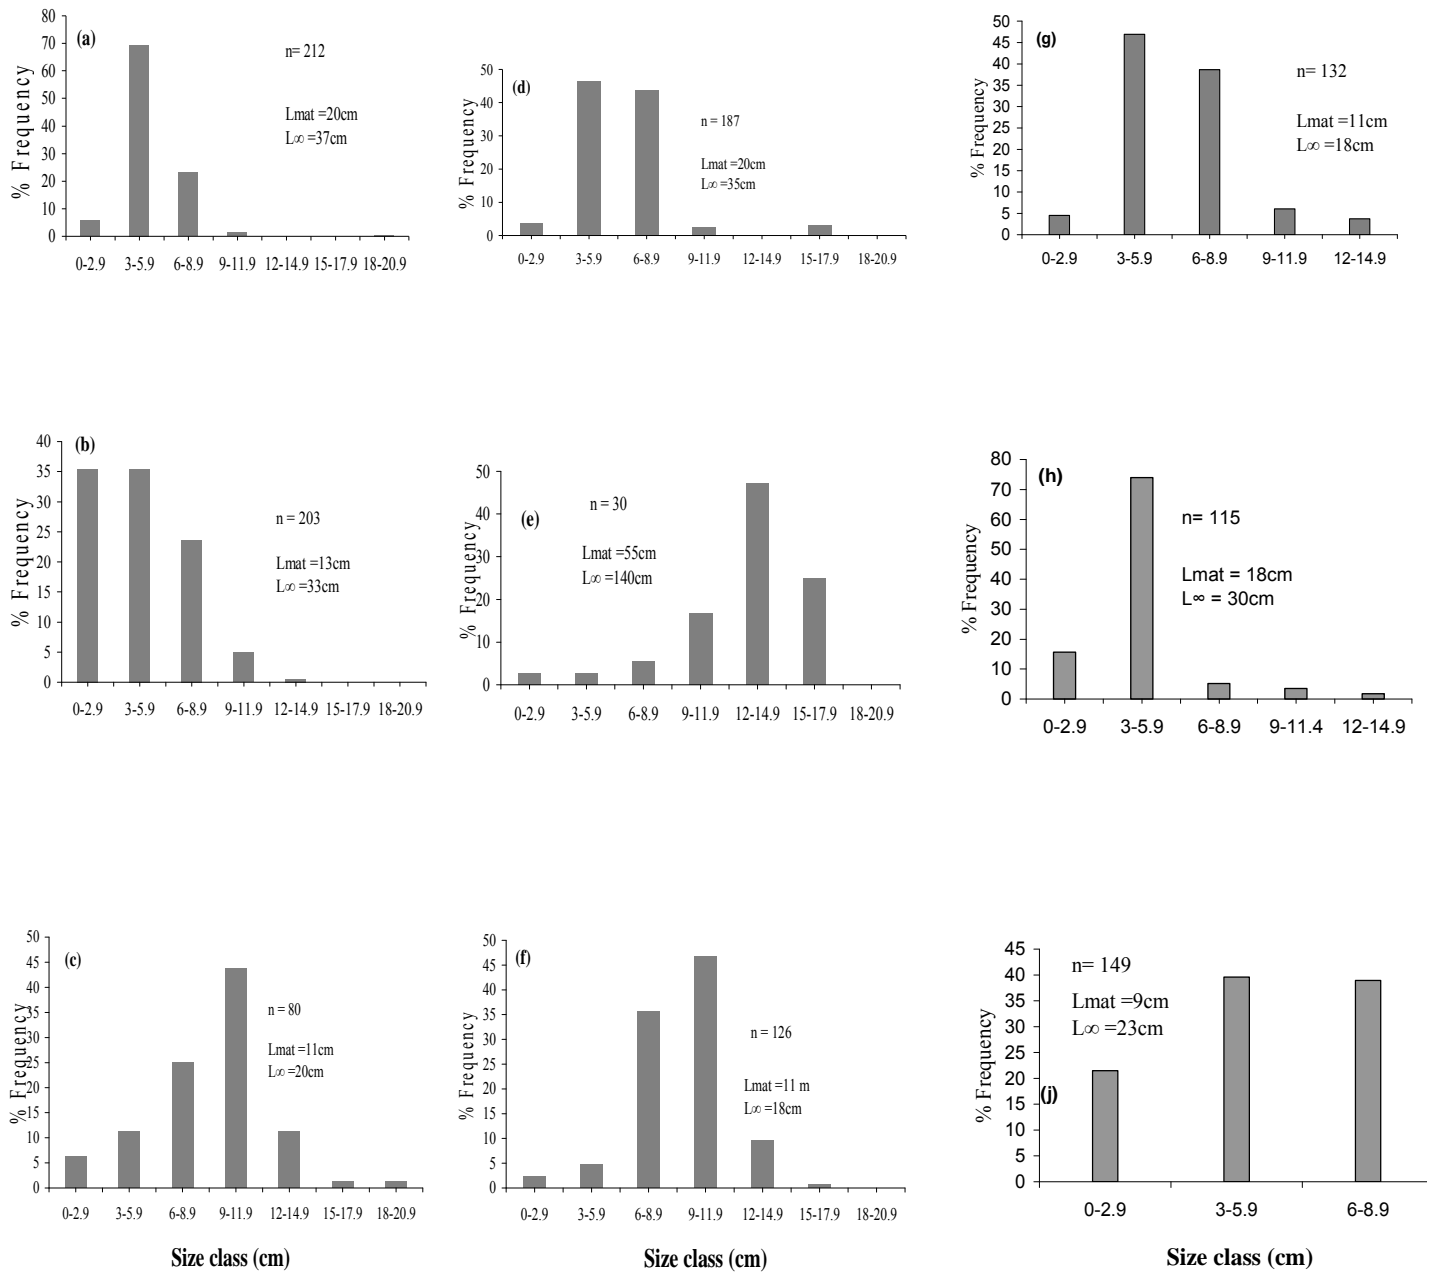 (a)
% Frequency
80
70
60
50
40
30
20
10
0
n= 212
Lmat =20cm
L∞ =37cm
0-2.9 3-5.9 6-8.9 9-11.9 12-14.9 15-17.9 18-20.9
(d)
% Frequency
50
40
30
20
10
0
n = 187
Lmat =20cm
L∞ =35cm
0-2.9 3-5.9 6-8.9 9-11.9 12-14.9 15-17.9 18-20.9
(g)
% Frequency
50
45
40
35
30
25
20
15
10
5
0
n= 132
Lmat =11cm
L∞ =18cm
0-2.9 3-5.9 6-8.9 9-11.9 12-14.9
(b)
% Frequency
40
35
30
25
20
15
10
5
0
n = 203
Lmat =13cm
L∞ =33cm
0-2.9 3-5.9 6-8.9 9-11.9 12-14.9 15-17.9 18-20.9
(e)
% Frequency
50
40
30
20
10
0
n = 30
Lmat =55cm
L∞ =140cm
0-2.9 3-5.9 6-8.9 9-11.9 12-14.9 15-17.9 18-20.9
(h)
% Frequency
80
70
60
50
40
30
20
10
0
n= 115
Lmat = 18cm
L∞ = 30cm
0-2.9 3-5.9 6-8.9 9-11.4 12-14.9
(c)
% Frequency
50
45
40
35
30
25
20
15
10
5
0
n = 80
Lmat =11cm
L∞ =20cm
0-2.9 3-5.9 6-8.9 9-11.9 12-14.9 15-17.9 18-20.9
Size class (cm)
(f)
% Frequency
50
45
40
35
30
25
20
15
10
5
0
n = 126
Lmat =11 m
L∞ =18cm
0-2.9 3-5.9 6-8.9 9-11.9 12-14.9 15-17.9 18-20.9
Size class (cm)
(j)
% Frequency
45
40
35
30
25
20
15
10
5
0
n= 149
Lmat =9cm
L∞ =23cm
0-2.9 3-5.9 6-8.9
Size class (cm)